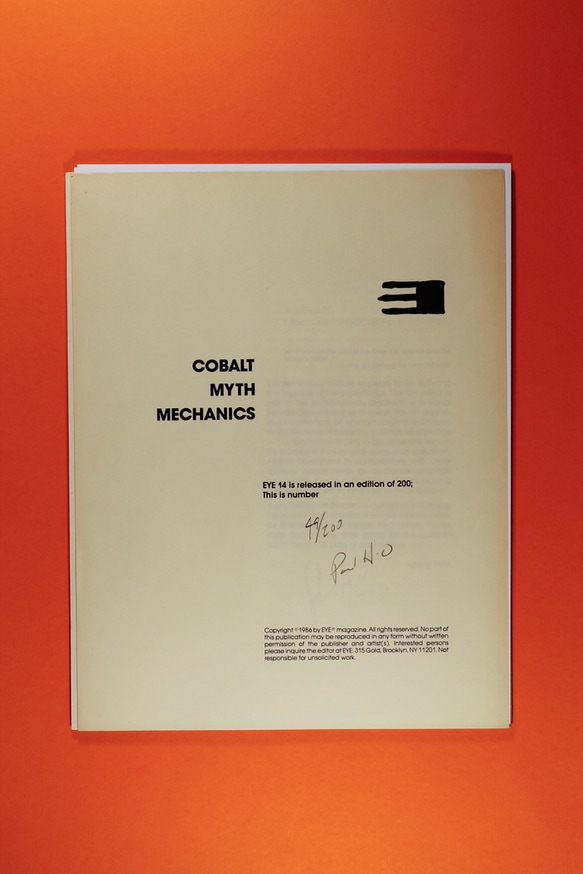 COBALT
MYTH
MECHANICS
EYE 14 is released in an edition of 200;
This is number
49/200
Paul H-O
Copyright ©1986 by EYE® magazine. All rights reserved. No part of
this publication may be reproduced in any form without written
permission of the publisher and artist(s). Interested persons
please inquire the editor at EYE: 315 Gold, Brooklyn, NY 11201. Not
responsible for unsolicited work.